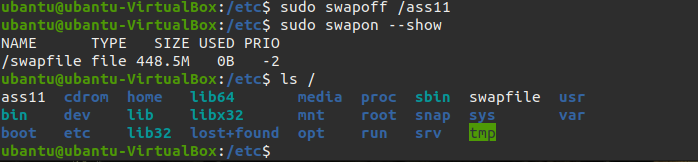 ubantu@ubantu-VirtualBox:/etc$ sudo swapoff /ass11
ubantu@ubantu-VirtualBox:/etc$ sudo swapon --show
NAME      TYPE   SIZE USED PRIO
/swapfile file 448.5M   0B   -2
ubantu@ubantu-VirtualBox:/etc$ ls /
ass11  cdrom  home   lib64       media  proc  sbin  swapfile  usr
bin    dev    lib    libx32      mnt    root  snap  sys       var
boot   etc    lib32  lost+found  opt    run   srv   tmp
ubantu@ubantu-VirtualBox:/etc$